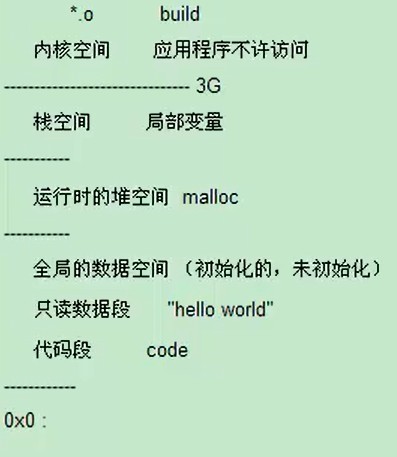 *.o build
内核空间 应用程序不许访问
------------------------------- 3G
栈空间 局部变量
-----------
运行时的堆空间 malloc
-----------
全局的数据空间（初始化的，未初始化）
只读数据段 "hello world"
代码段 code
------------
0x0 :